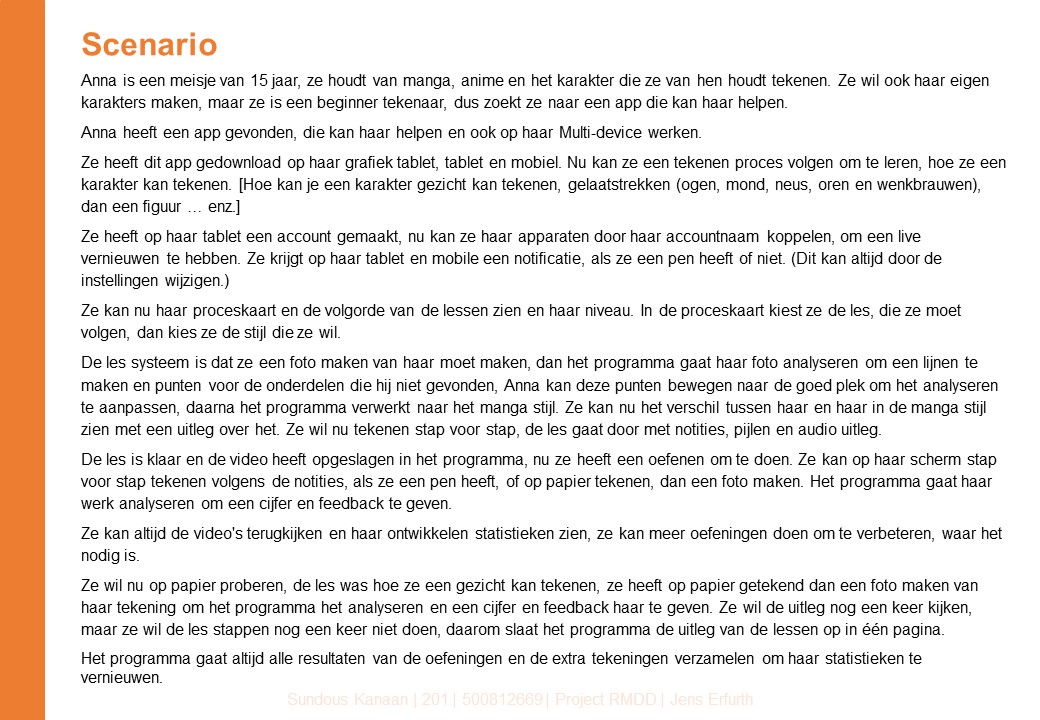 Scenario
Anna is een meisje van 15 jaar, ze houdt van manga, anime en het karakter die ze van hen houdt tekenen. Ze wil ook haar eigen
karakters maken, maar ze is een beginner tekenaar, dus zoekt ze naar een app die kan haar helpen.
Anna heeft een app gevonden, die kan haar helpen en ook op haar Multi-device werken.
Ze heeft dit app gedownload op haar grafiek tablet, tablet en mobiel. Nu kan ze een tekenen proces volgen om te leren, hoe ze een
karakter kan tekenen. [Hoe kan je een karakter gezicht kan tekenen, gelaatstrekken (ogen, mond, neus, oren en wenkbrauwen),
dan een figuur … enz.]
Ze heeft op haar tablet een account gemaakt, nu kan ze haar apparaten door haar accountnaam koppelen, om een live
vernieuwen te hebben. Ze krijgt op haar tablet en mobile een notificatie, als ze een pen heeft of niet. (Dit kan altijd door de
instellingen wijzigen.)
Ze kan nu haar proceskaart en de volgorde van de lessen zien en haar niveau. In de proceskaart kiest ze de les, die ze moet
volgen, dan kies ze de stijl die ze wil.
De les systeem is dat ze een foto maken van haar moet maken, dan het programma gaat haar foto analyseren om een lijnen te
maken en punten voor de onderdelen die hij niet gevonden, Anna kan deze punten bewegen naar de goed plek om het analyseren
te aanpassen, daarna het programma verwerkt naar het manga stijl. Ze kan nu het verschil tussen haar en haar in de manga stijl
zien met een uitleg over het. Ze wil nu tekenen stap voor stap, de les gaat door met notities, pijlen en audio uitleg.
De les is klaar en de video heeft opgeslagen in het programma, nu ze heeft een oefenen om te doen. Ze kan op haar scherm stap
voor stap tekenen volgens de notities, als ze een pen heeft, of op papier tekenen, dan een foto maken. Het programma gaat haar
werk analyseren om een cijfer en feedback te geven.
Ze kan altijd de video's terugkijken en haar ontwikkelen statistieken zien, ze kan meer oefeningen doen om te verbeteren, waar het
nodig is.
Ze wil nu op papier proberen, de les was hoe ze een gezicht kan tekenen, ze heeft op papier getekend dan een foto maken van
haar tekening om het programma het analyseren en een cijfer en feedback haar te geven. Ze wil de uitleg nog een keer kijken,
maar ze wil de les stappen nog een keer niet doen, daarom slaat het programma de uitleg van de lessen op in één pagina.
Het programma gaat altijd alle resultaten van de oefeningen en de extra tekeningen verzamelen om haar statistieken te
vernieuwen.
Sundous Kanaan | 201 | 500812669 | Project RMDD | Jens Erfurth